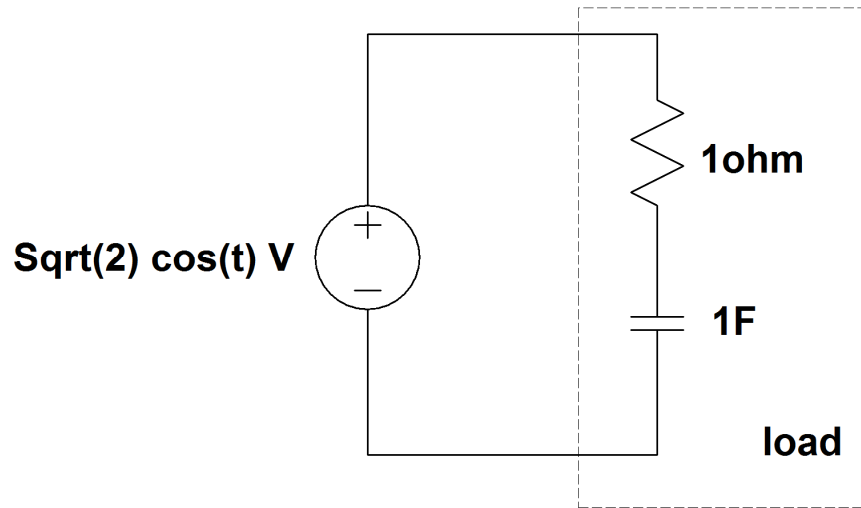 1ohm
Sqrt(2) cos(t) V
+
−
1F
load